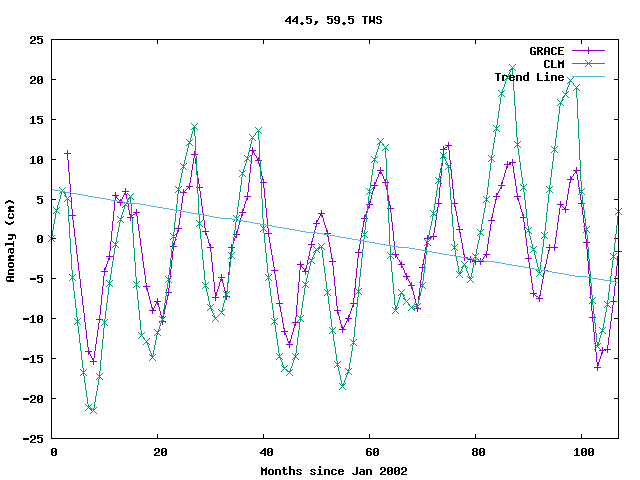 44.5, 59.5 TWS
GRACE
CLM
Trend Line
Anomaly (cm)
25
20
15
10
5
0
-5
-10
-15
-20
-25
0 20 40 60 80 100
Months since Jan 2002